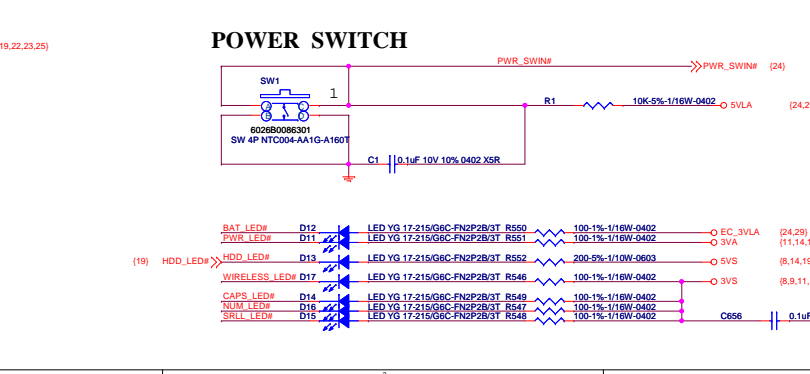 19,22,23,25}
POWER SWITCH
PWR_SWIN#
PWR_SWIN# {24}
SW1
1
A C
B D
R1 10K-5%-1/16W-0402 5VLA {24,2
6026B0086301
SW 4P NTC004-AA1G-A160T
C1 0.1uF 10V 10% 0402 X5R
BAT_LED# D12 LED YG 17-215/G6C-FN2P2B/3T R550 100-1%-1/16W-0402 EC_3VLA {24,29}
PWR_LED# D11 LED YG 17-215/G6C-FN2P2B/3T R551 100-1%-1/16W-0402 3VA {11,14,1
{19} HDD_LED# HDD_LED# D13 LED YG 17-215/G6C-FN2P2B/3T R552 200-5%-1/10W-0603 5VS {8,14,19
WIRELESS_LED# D17 LED YG 17-215/G6C-FN2P2B/3T R546 100-1%-1/16W-0402 3VS {8,9,11,
CAPS_LED# D14 LED YG 17-215/G6C-FN2P2B/3T R549 100-1%-1/16W-0402
NUM_LED# D16 LED YG 17-215/G6C-FN2P2B/3T R547 100-1%-1/16W-0402
SRLL_LED# D15 LED YG 17-215/G6C-FN2P2B/3T R548 100-1%-1/16W-0402 C656 0.1uF